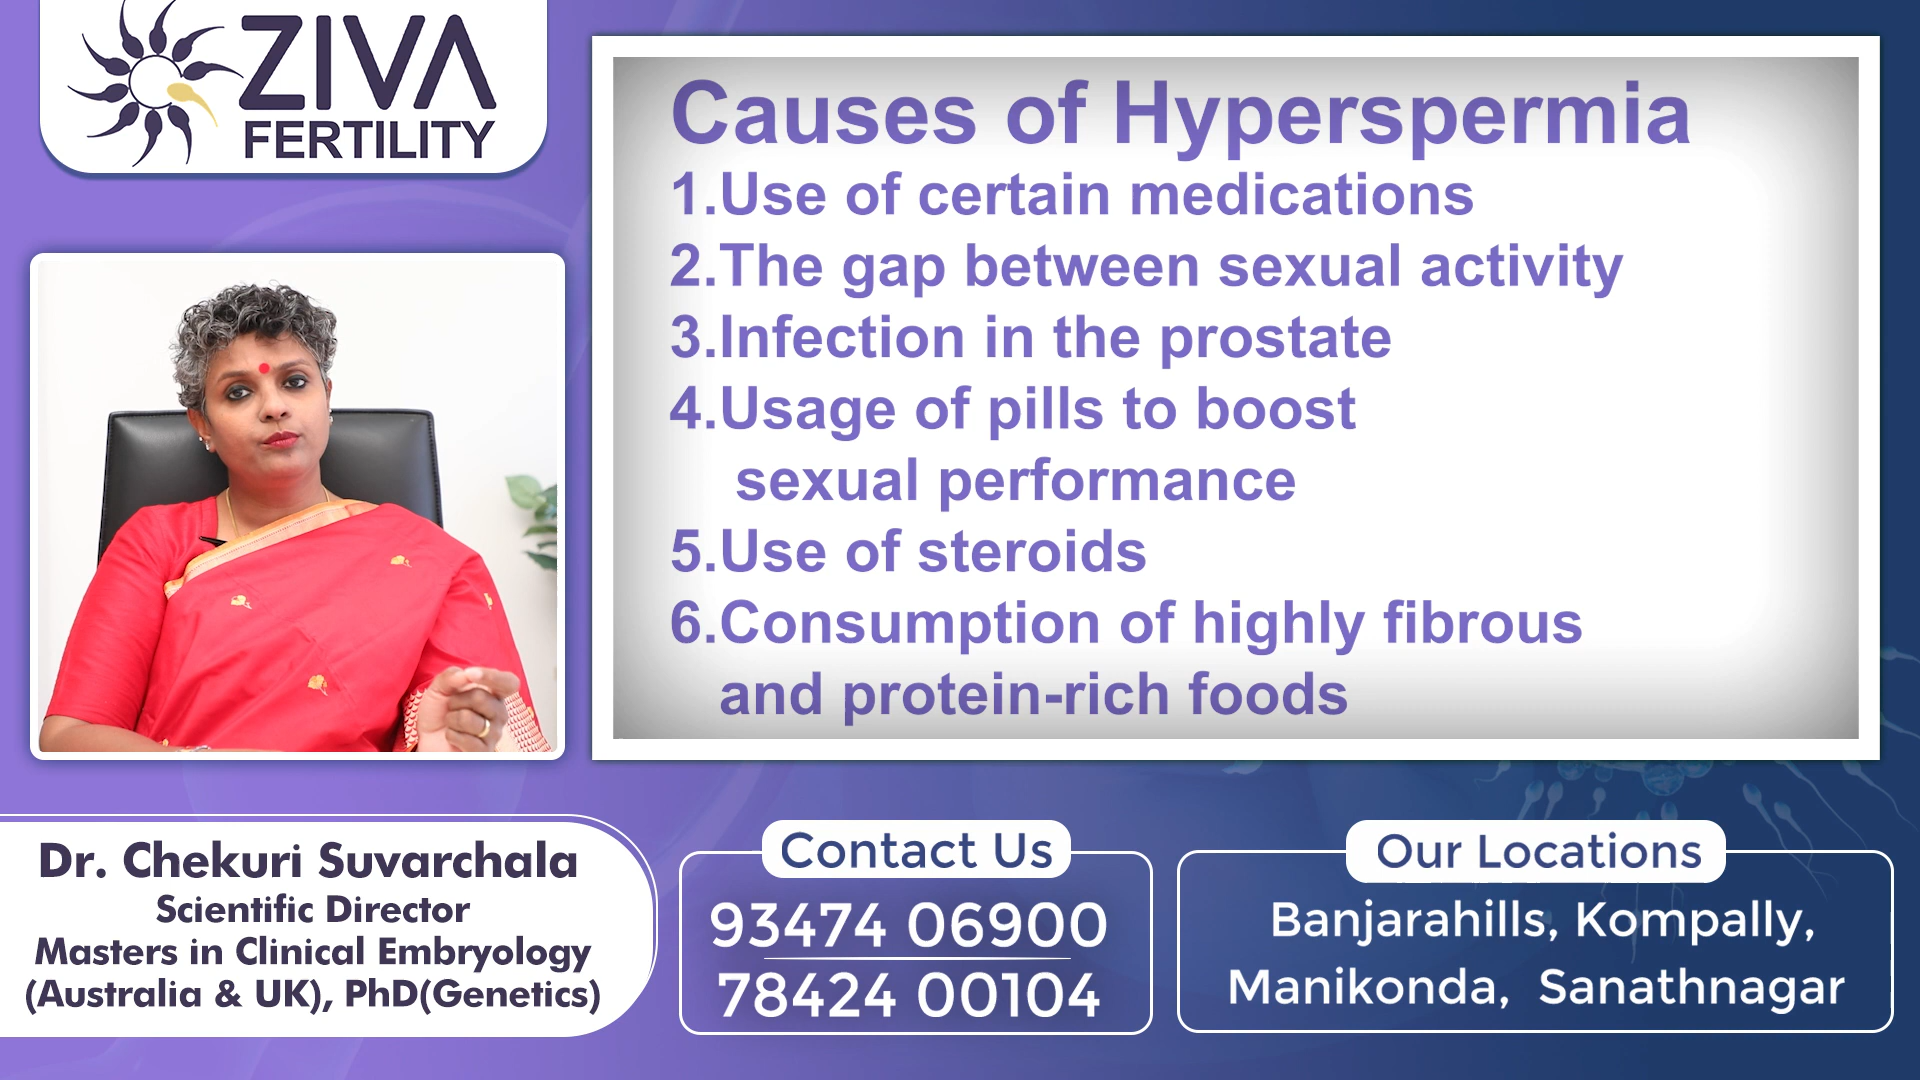 ZIVA
FERTILITY
Causes of Hyperspermia
1.Use of certain medications
2.The gap between sexual activity
3.Infection in the prostate
4.Usage of pills to boost
sexual performance
5.Use of steroids
6.Consumption of highly fibrous
and protein-rich foods
Dr. Chekuri Suvarchala
Scientific Director
Masters in Clinical Embryology
(Australia & UK), PhD(Genetics)
Contact Us
93474 06900
78424 00104
Our Locations
Banjarahills, Kompally,
Manikonda, Sanathnagar